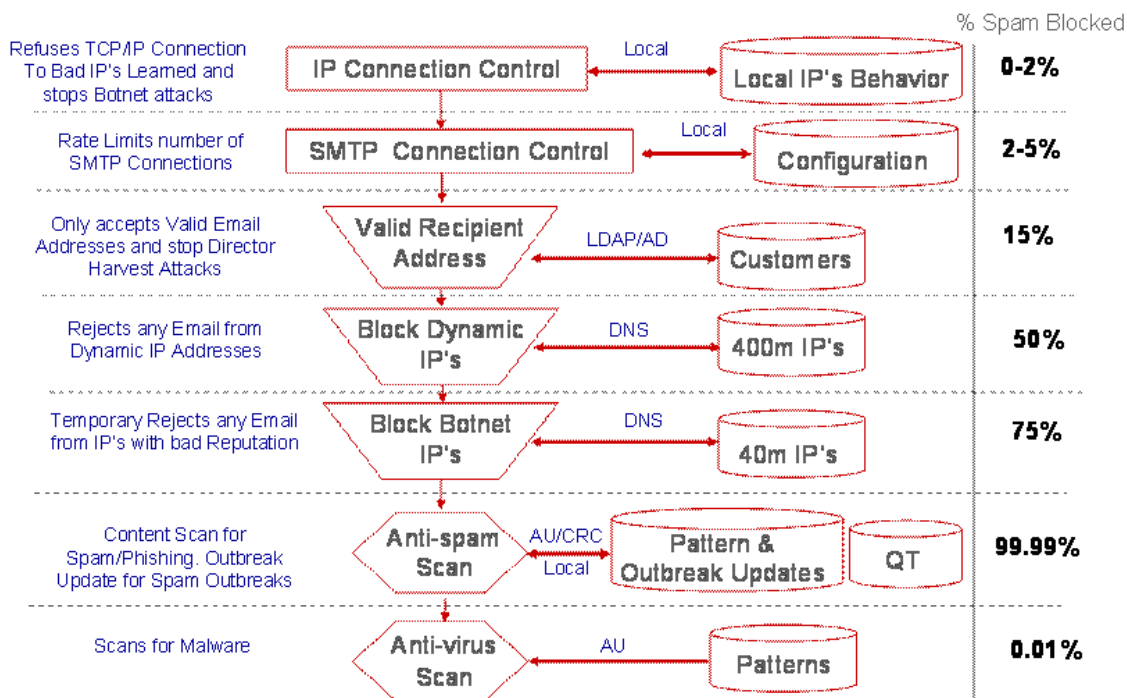 % Spam Blocked
Refuses TCP/IP Connection
To Bad IP's Learned and
stops Botnet attacks
IP Connection Control
Local
Local IP's Behavior
0-2%
Rate Limits number of
SMTP Connections
SMTP Connection Control
Local
Configuration
2-5%
Only accepts Valid Email
Addresses and stop Director
Harvest Attacks
Valid Recipient
Address
LDAP/AD
Customers
15%
Rejects any Email from
Dynamic IP Addresses
Block Dynamic
IP's
DNS
400m IP's
50%
Temporary Rejects any Email
from IP's with bad Reputation
Block Botnet
IP's
DNS
40m IP's
75%
Content Scan for
Spam/Phishing. Outbreak
Update for Spam Outbreaks
Anti-spam
Scan
AU/CRC
Local
Pattern &
Outbreak Updates
QT
99.99%
Scans for Malware
Anti-virus
Scan
AU
Patterns
0.01%